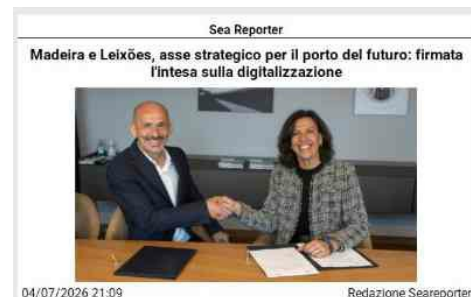 Sea Reporter
Madeira e Leixões, asse strategico per il porto del futuro: firmata
l'intesa sulla digitalizzazione
04/07/2026 21:09
Redazione Seareporter